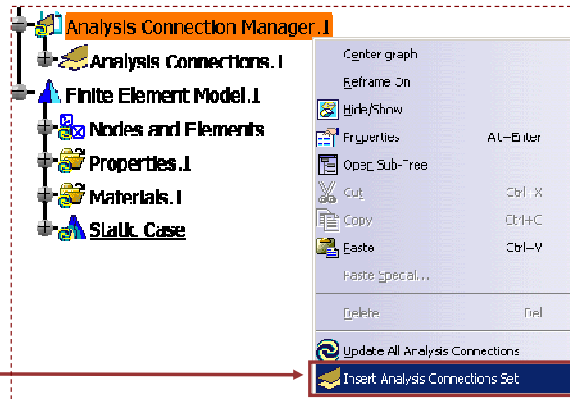 Analysis Connection Manager.1
Analysis Connections.1
Finite Element Model.1
Nodes and Elements
Properties.1
Materials.1
Static Case
Center graph
Reframe On
Hide/Show
Properties Alt+Enter
Open Sub-Tree
Cut Ctrl+X
Copy Ctrl+C
Paste Ctrl+V
Paste Special...
Delete Del
Update All Analysis Connections
Insert Analysis Connections Set